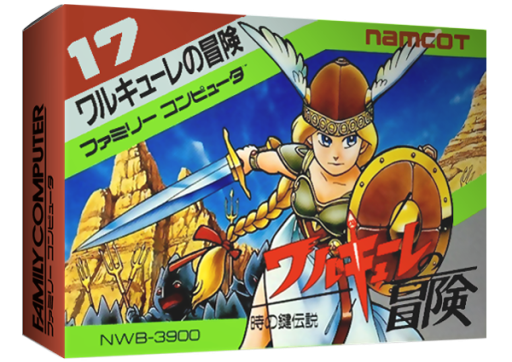 17
ワルキューレの冒険
ファミリー コンピュータ™
namcot
ワルキューレの
冒険
時の鍵伝説
NWB-3900
FAMILY COMPUTER
ファミリーコンピュータ